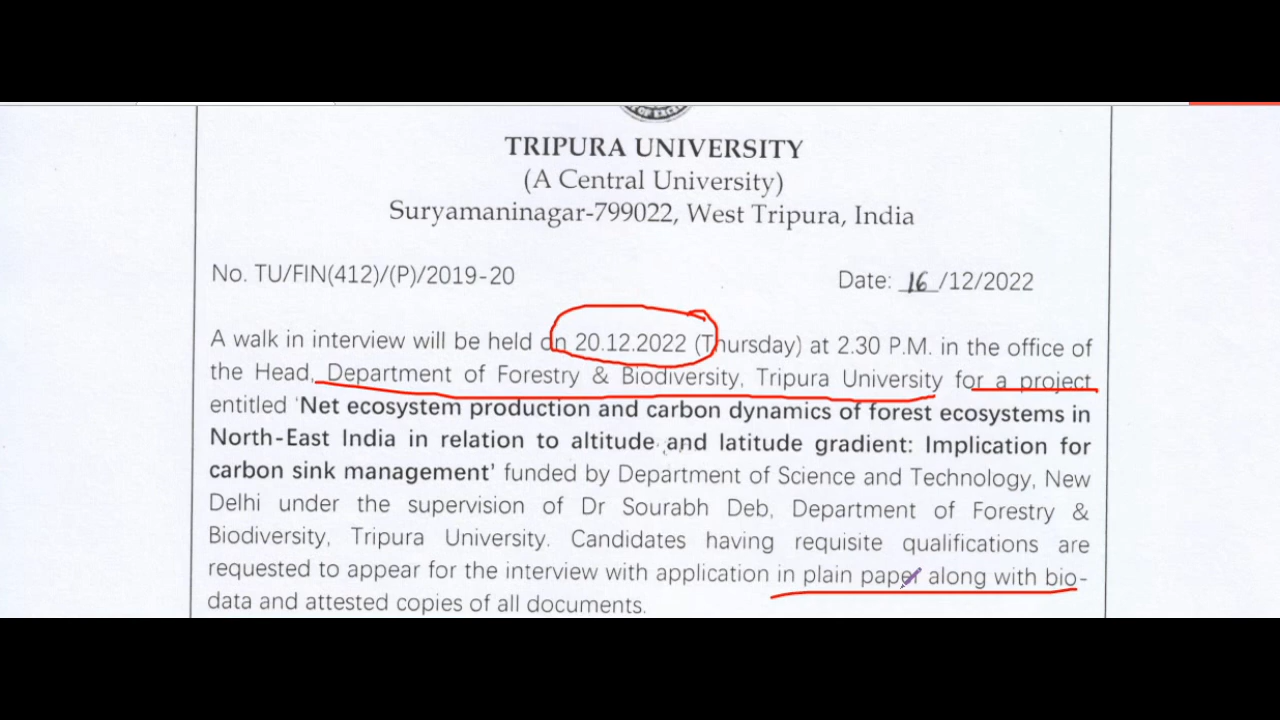 TRIPURA UNIVERSITY
(A Central University)
Suryamaninagar-799022, West Tripura, India
No. TU/FIN(412)/(P)/2019-20 Date: 16/12/2022
A walk in interview will be held on 20.12.2022 (Thursday) at 2.30 P.M. in the office of
the Head, Department of Forestry & Biodiversity, Tripura University for a project
entitled 'Net ecosystem production and carbon dynamics of forest ecosystems in
North-East India in relation to altitude and latitude gradient: Implication for
carbon sink management' funded by Department of Science and Technology, New
Delhi under the supervision of Dr Sourabh Deb, Department of Forestry &
Biodiversity, Tripura University. Candidates having requisite qualifications are
requested to appear for the interview with application in plain paper along with bio-
data and attested copies of all documents.